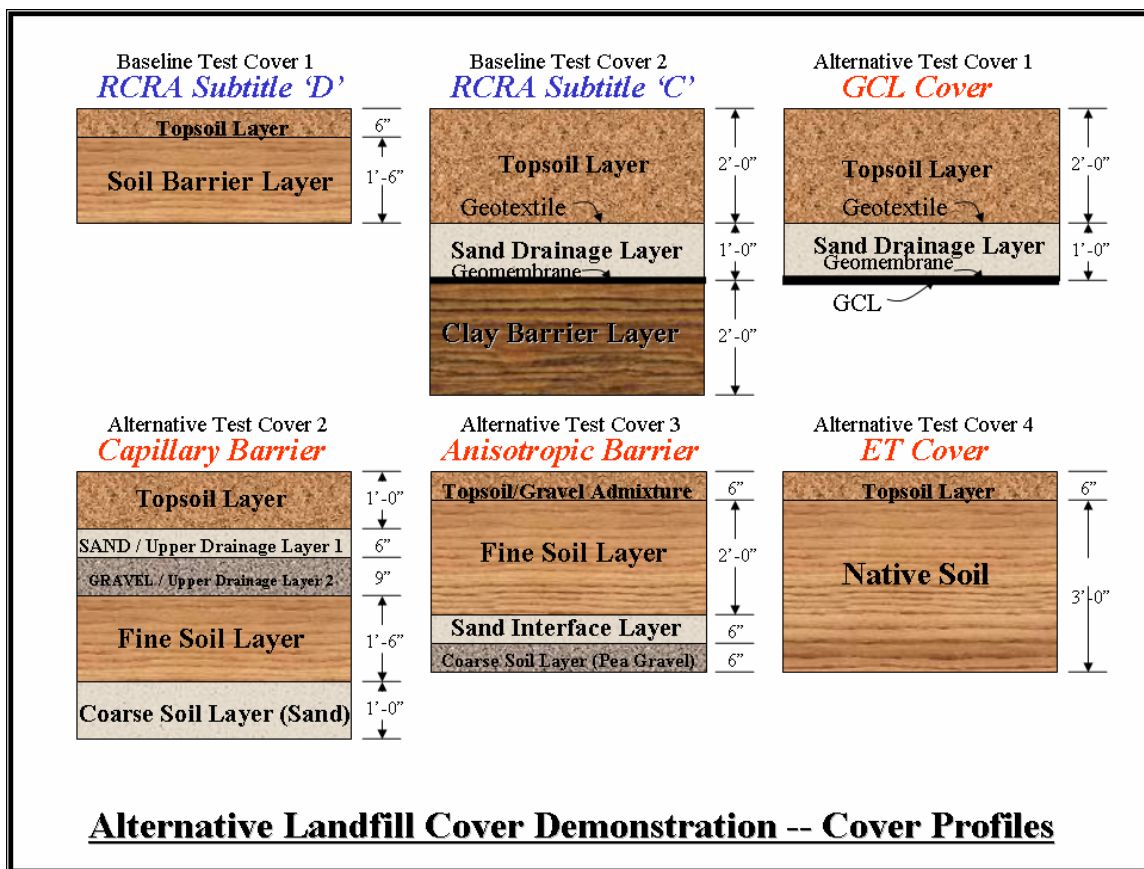 Baseline Test Cover 1
RCRA Subtitle ‘D’
Topsoil Layer
6”
Soil Barrier Layer
1’-6”
Baseline Test Cover 2
RCRA Subtitle ‘C’
Topsoil Layer
2’-0”
Geotextile
Sand Drainage Layer
1’-0”
Geomembrane
Clay Barrier Layer
2’-0”
Alternative Test Cover 1
GCL Cover
Topsoil Layer
2’-0”
Geotextile
Sand Drainage Layer
1’-0”
Geomembrane
GCL
Alternative Test Cover 2
Capillary Barrier
Topsoil Layer
1’-0”
SAND / Upper Drainage Layer 1
6”
GRAVEL / Upper Drainage Layer 2
9”
Fine Soil Layer
1’-6”
Coarse Soil Layer (Sand)
1’-0”
Alternative Test Cover 3
Anisotropic Barrier
Topsoil/Gravel Admixture
6”
Fine Soil Layer
2’-0”
Sand Interface Layer
6”
Coarse Soil Layer (Pea Gravel)
6”
Alternative Test Cover 4
ET Cover
Topsoil Layer
6”
Native Soil
3’-0”
Alternative Landfill Cover Demonstration -- Cover Profiles